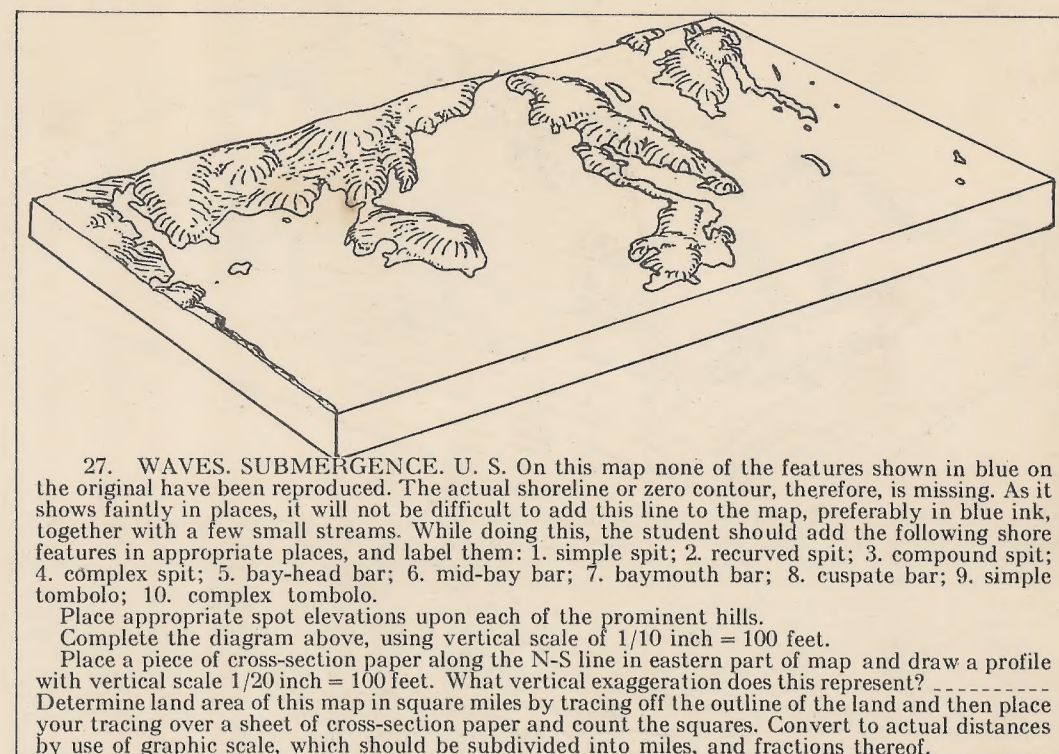 27. WAVES. SUBMERGENCE. U. S. On this map none of the features shown in blue on
the original have been reproduced. The actual shoreline or zero contour, therefore, is missing. As it
shows faintly in places, it will not be difficult to add this line to the map, preferably in blue ink,
together with a few small streams. While doing this, the student should add the following shore
features in appropriate places, and label them: 1. simple spit; 2. recurved spit; 3. compound spit;
4. complex spit; 5. bay-head bar; 6. mid-bay bar; 7. baymouth bar; 8. cuspate bar; 9. simple
tombolo; 10. complex tombolo.
Place appropriate spot elevations upon each of the prominent hills.
Complete the diagram above, using vertical scale of 1/10 inch = 100 feet.
Place a piece of cross-section paper along the N-S line in eastern part of map and draw a profile
with vertical scale 1/20 inch = 100 feet. What vertical exaggeration does this represent? ----------
Determine land area of this map in square miles by tracing off the outline of the land and then place
your tracing over a sheet of cross-section paper and count the squares. Convert to actual distances
by use of graphic scale, which should be subdivided into miles, and fractions thereof.